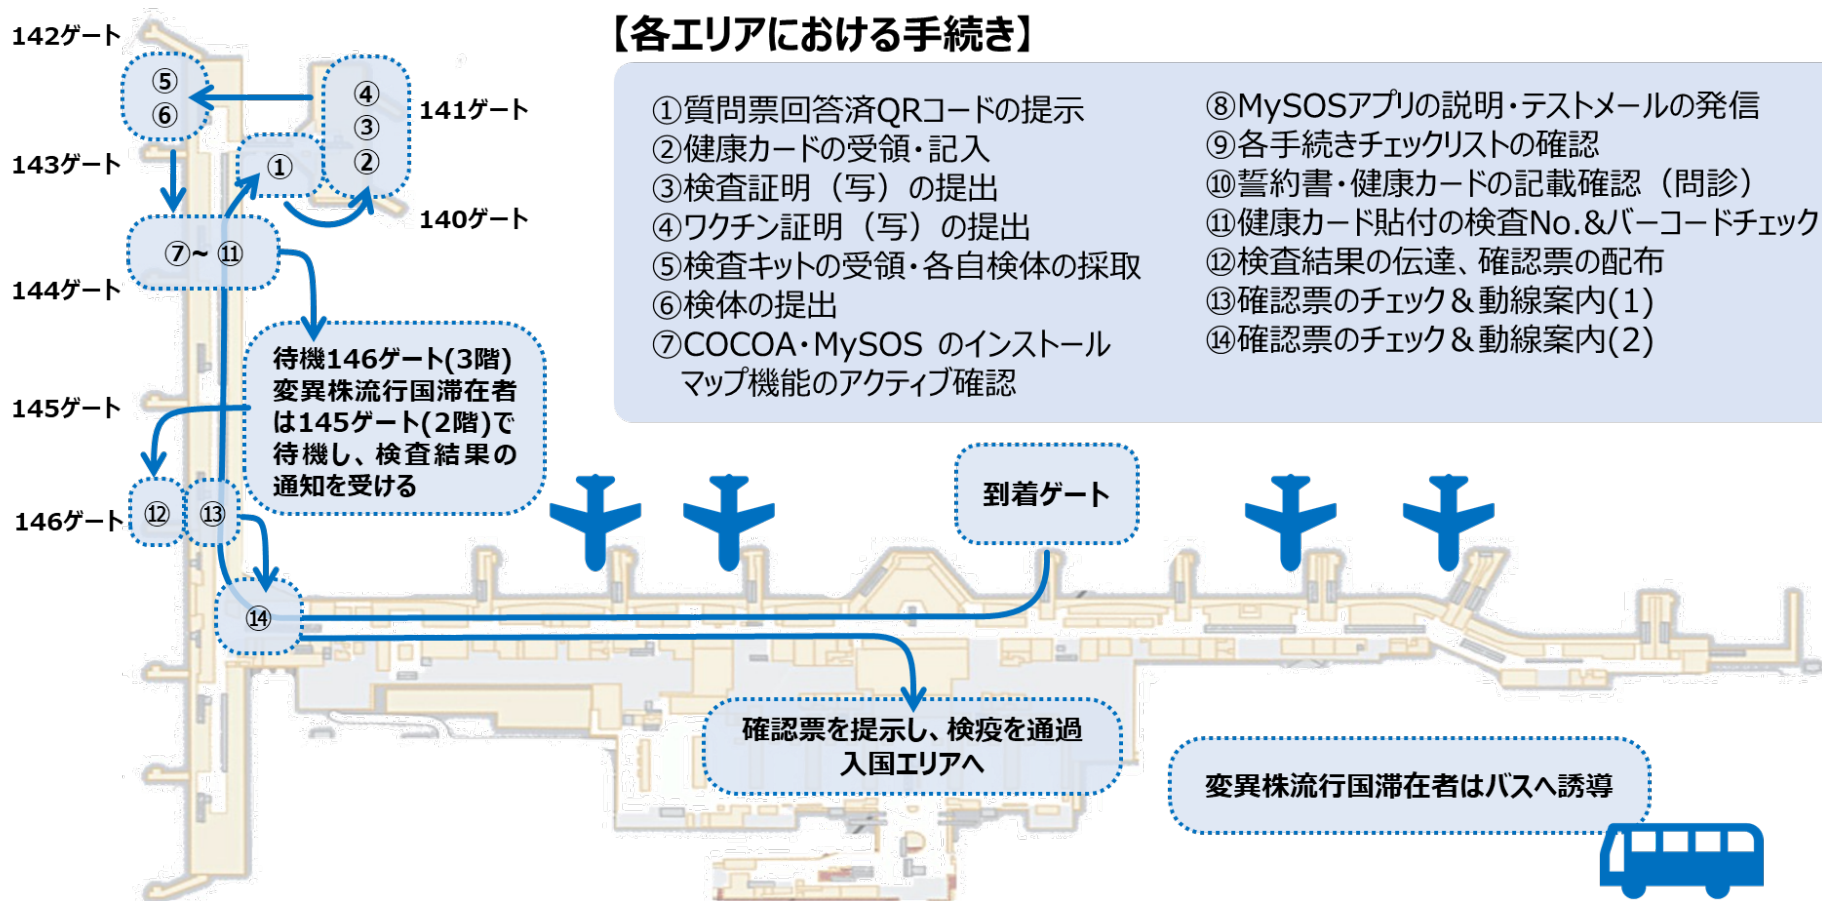 【各エリアにおける手続き】
①質問票回答済QRコードの提示
②健康カードの受領・記入
③検査証明（写）の提出
④ワクチン証明（写）の提出
⑤検査キットの受領・各自検体の採取
⑥検体の提出
⑦COCOA・MySOS のインストール
マップ機能のアクティブ確認
⑧MySOSアプリの説明・テストメールの発信
⑨各手続きチェックリストの確認
⑩誓約書・健康カードの記載確認（問診）
⑪健康カード貼付の検査No.&バーコードチェック
⑫検査結果の伝達、確認票の配布
⑬確認票のチェック＆動線案内(1)
⑭確認票のチェック＆動線案内(2)
142ゲート
⑤
⑥
④
③
②
141ゲート
143ゲート
①
140ゲート
⑦~⑪
144ゲート
待機146ゲート(3階)
変異株流行国滞在者
は145ゲート(2階)で
待機し、検査結果の
通知を受ける
145ゲート
146ゲート
⑫
⑬
到着ゲート
⑭
確認票を提示し、検疫を通過
入国エリアへ
変異株流行国滞在者はバスへ誘導